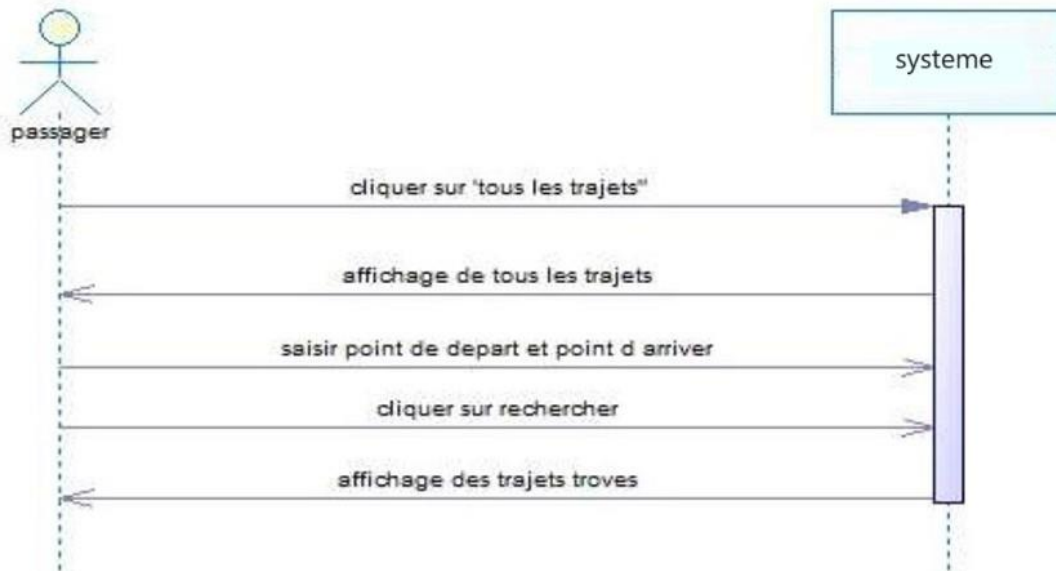 systeme
passager
cliquer sur 'tous les trajets"
affichage de tous les trajets
saisir point de depart et point d arriver
cliquer sur rechercher
affichage des trajets troves